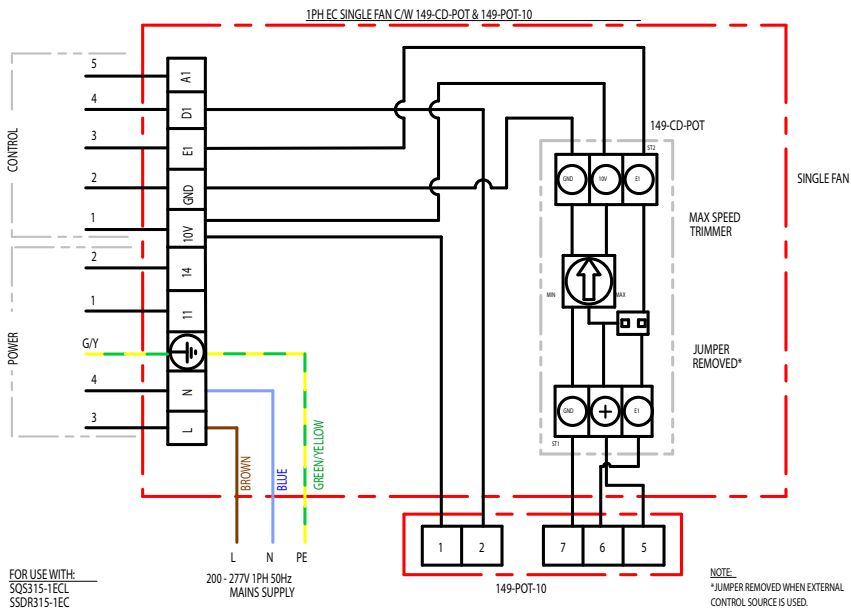 1PH EC SINGLE FAN C/W 149-CD-POT & 149-POT-10
CONTROL
5
A1
4
D1
3
E1
2
GND
1
10V
POWER
2
14
1
11
G/Y
4
N
3
L
149-CD-POT
ST2
GND
10V
E1
MAX SPEED
TRIMMER
MIN
MAX
JUMPER
REMOVED*
GND
+
E1
ST1
SINGLE FAN
BROWN
BLUE
GREEN/YELLOW
L
N
PE
200 - 277V 1PH 50Hz
MAINS SUPPLY
1
2
7
6
5
149-POT-10
FOR USE WITH:
SQS315-1ECL
SSDR315-1EC
NOTE:
*JUMPER REMOVED WHEN EXTERNAL
CONTROL SOURCE IS USED.